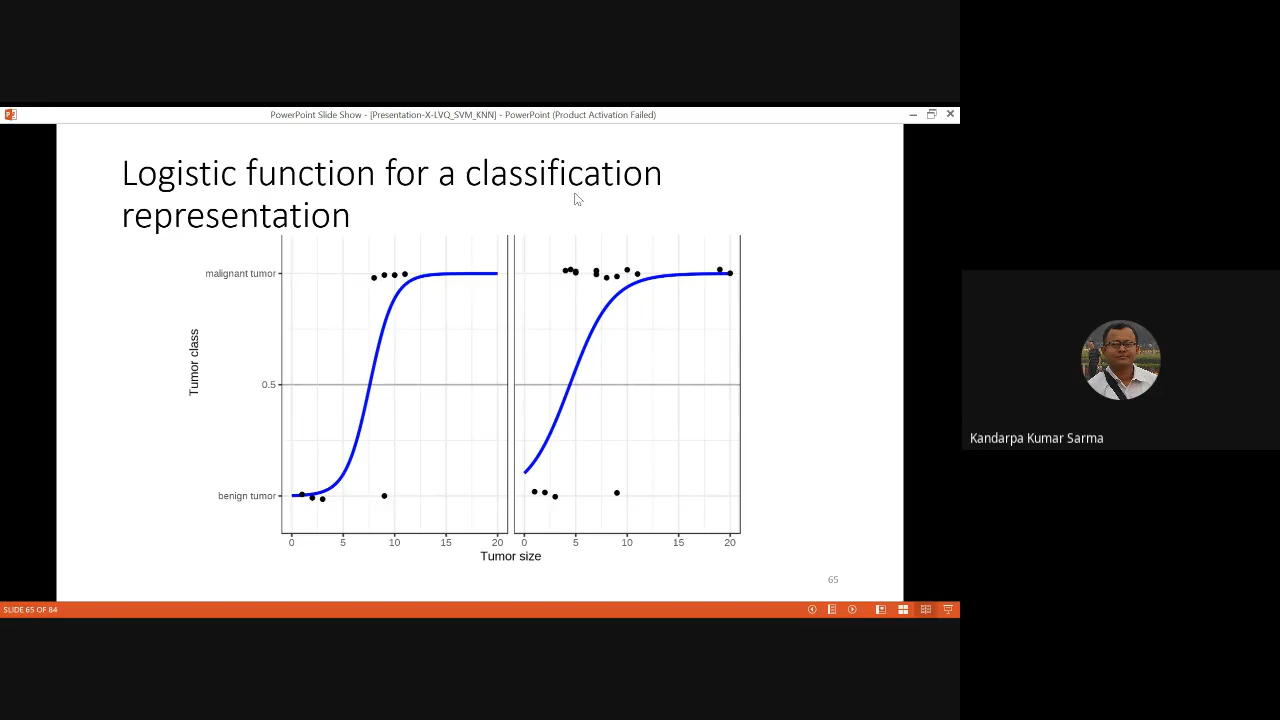 PowerPoint Slide Show - [Presentation-X-LVQ_SVM_KNN] - PowerPoint (Product Activation Failed)
Logistic function for a classification
representation
malignant tumor
0.5
benign tumor
Tumor class
0 5 10 15 20 0 5 10 15 20
Tumor size
65
SLIDE 65 OF 84
Kandarpa Kumar Sarma